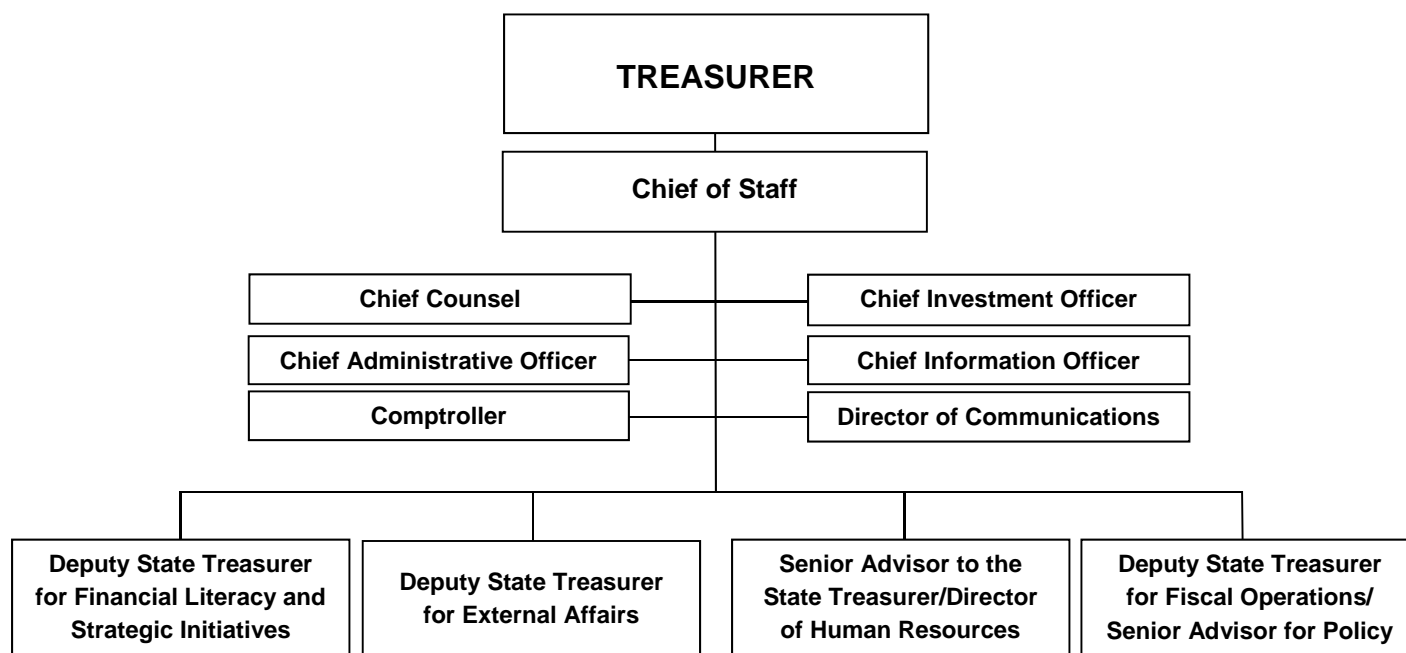 TREASURER
Chief of Staff
Chief Counsel
Chief Investment Officer
Chief Administrative Officer
Chief Information Officer
Comptroller
Director of Communications
Deputy State Treasurer
for Financial Literacy and
Strategic Initiatives
Deputy State Treasurer
for External Affairs
Senior Advisor to the
State Treasurer/Director
of Human Resources
Deputy State Treasurer
for Fiscal Operations/
Senior Advisor for Policy